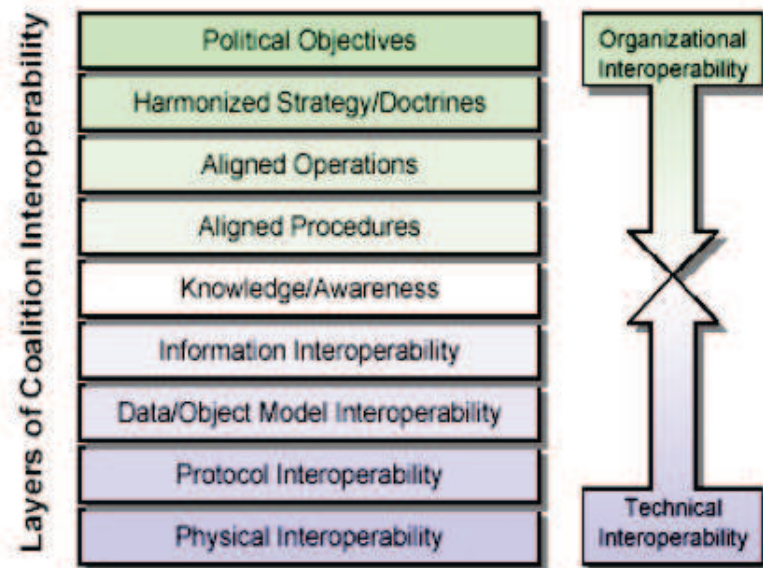 Layers of Coalition Interoperability
Political Objectives
Harmonized Strategy/Doctrines
Aligned Operations
Aligned Procedures
Knowledge/Awareness
Information Interoperability
Data/Object Model Interoperability
Protocol Interoperability
Physical Interoperability
Organizational
Interoperability
Technical
Interoperability